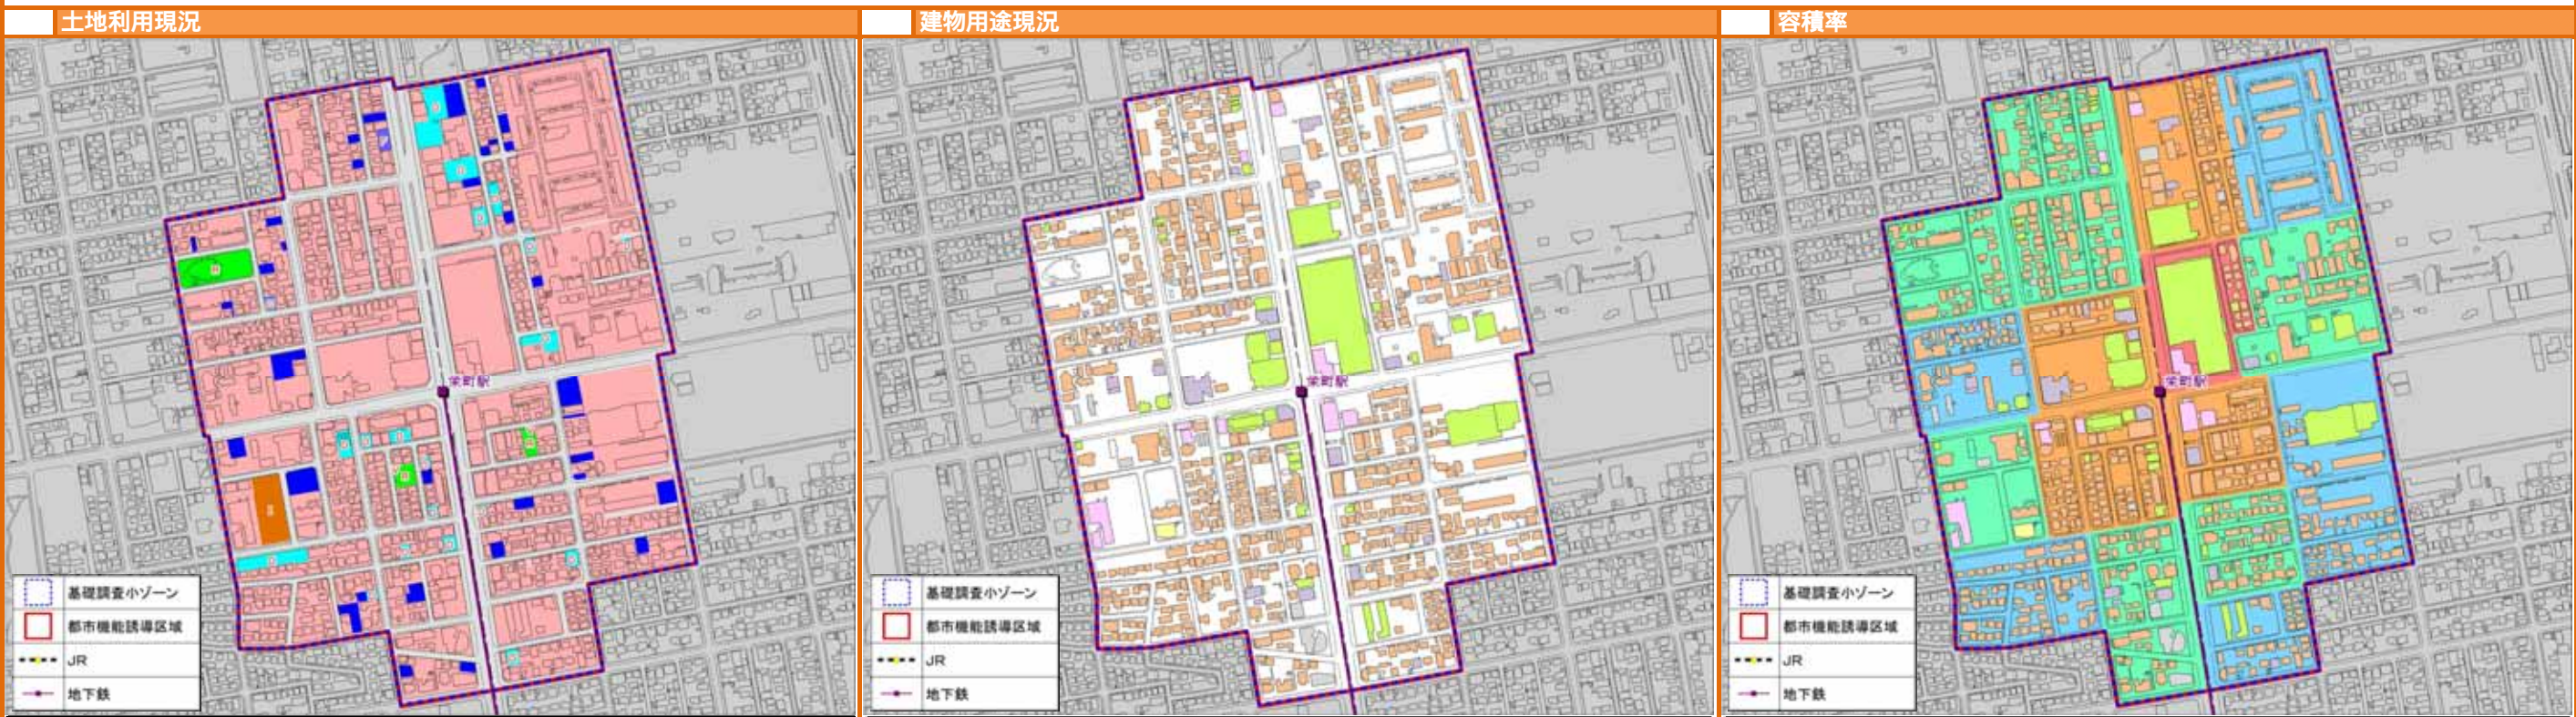 土地利用現況
建物用途現況
容積率
栄町駅
栄町駅
栄町駅
基礎調査小ゾーン
都市機能誘導区域
JR
地下鉄
基礎調査小ゾーン
都市機能誘導区域
JR
地下鉄
基礎調査小ゾーン
都市機能誘導区域
JR
地下鉄